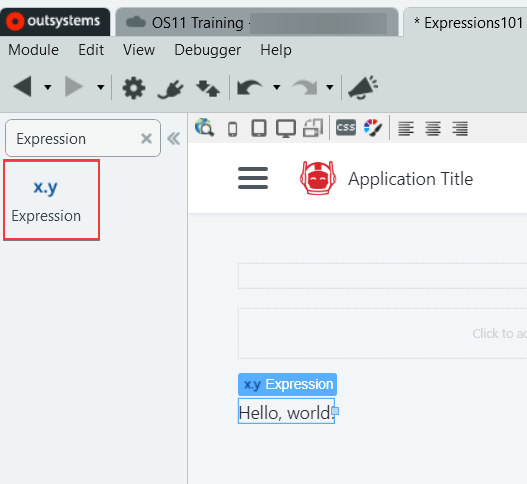 outsystems
OS11 Training -
* Expressions101
Module Edit View Debugger Help
Expression
CSS
x.y
Expression
Application Title
Click to ad
x.y Expression
Hello, world!